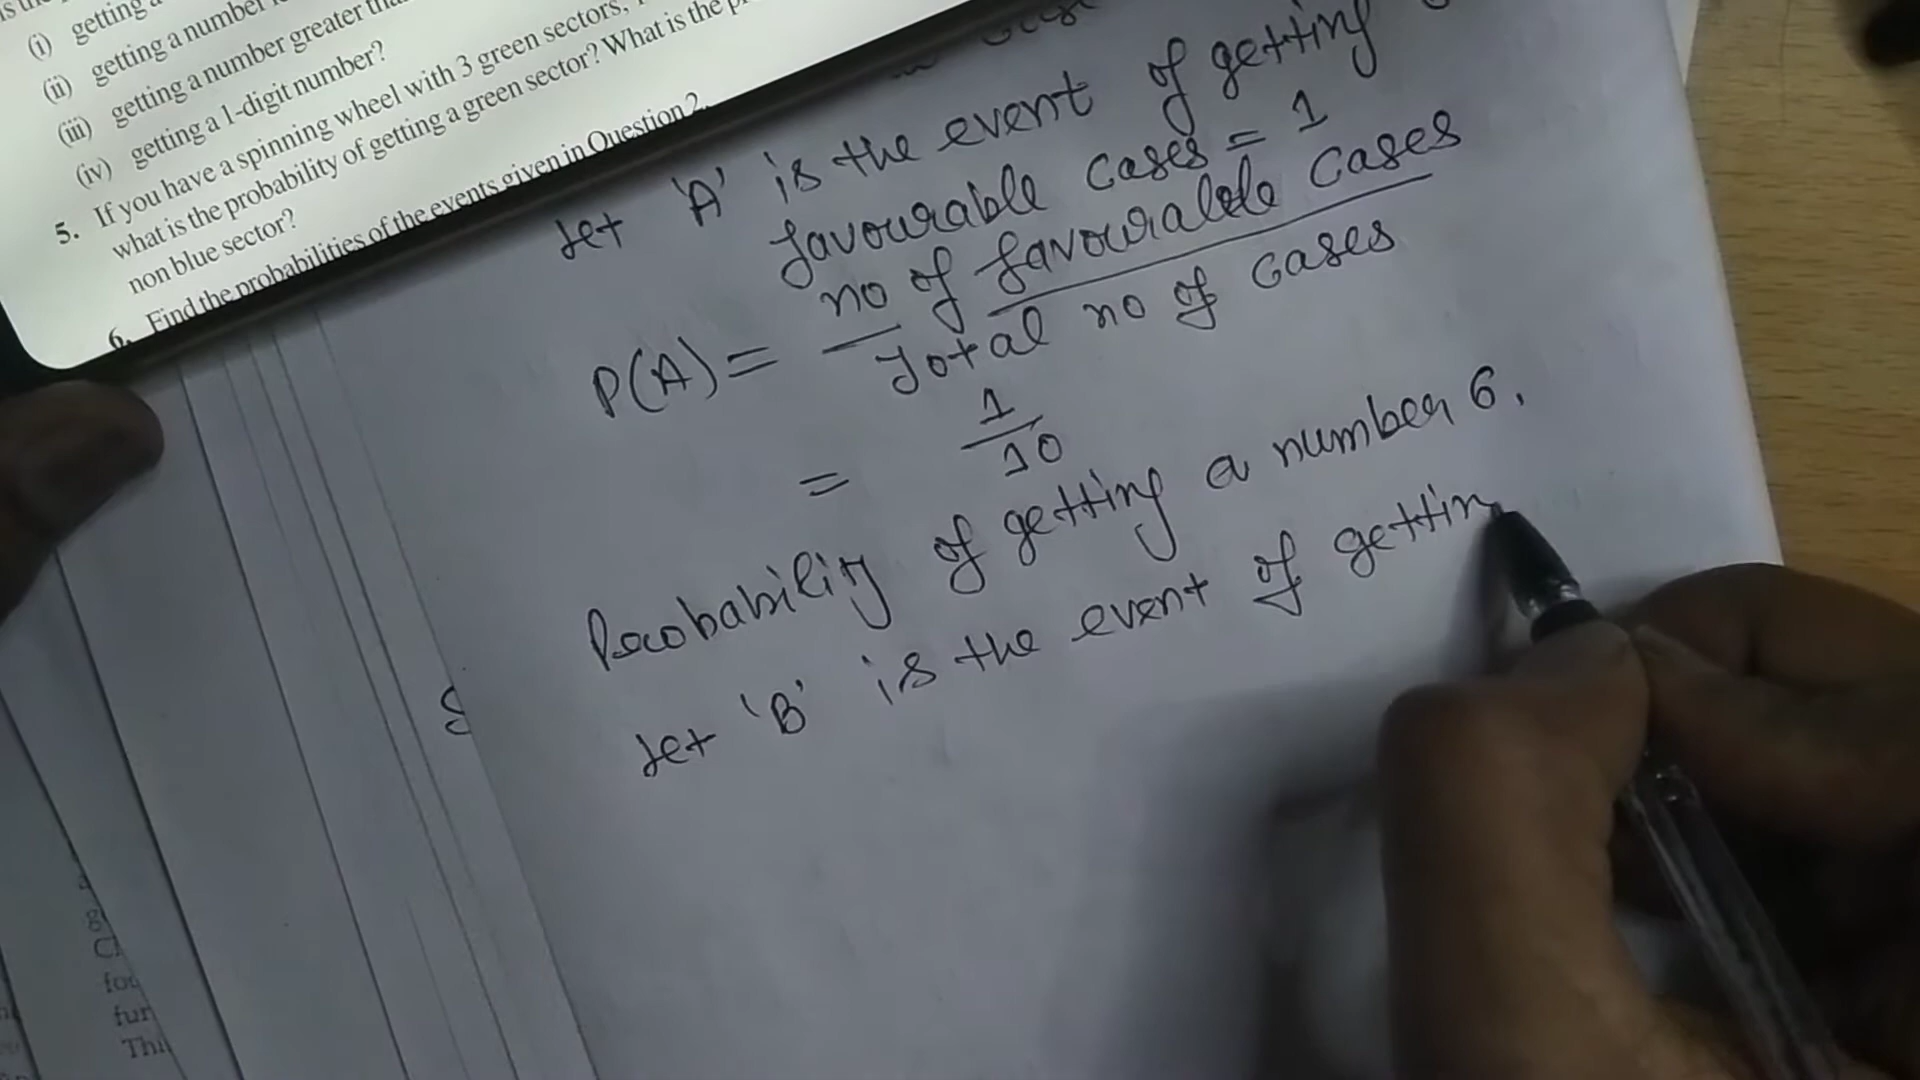 (i) getting
(ii) getting a number
(iii) getting a number greater
(iv) getting a 1-digit number?
5. If you have a spinning wheel with 3 green sectors,
what is the probability of getting a green sector? What is the
non blue sector?
6. Find the probabilities of the events given in Question 2.
Let 'A' is the event of getting
favourable cases = 1
P(A) = no of favourable cases
Total no of cases
= 1
10
Probability of getting a number 6.
Let 'B' is the event of gettin